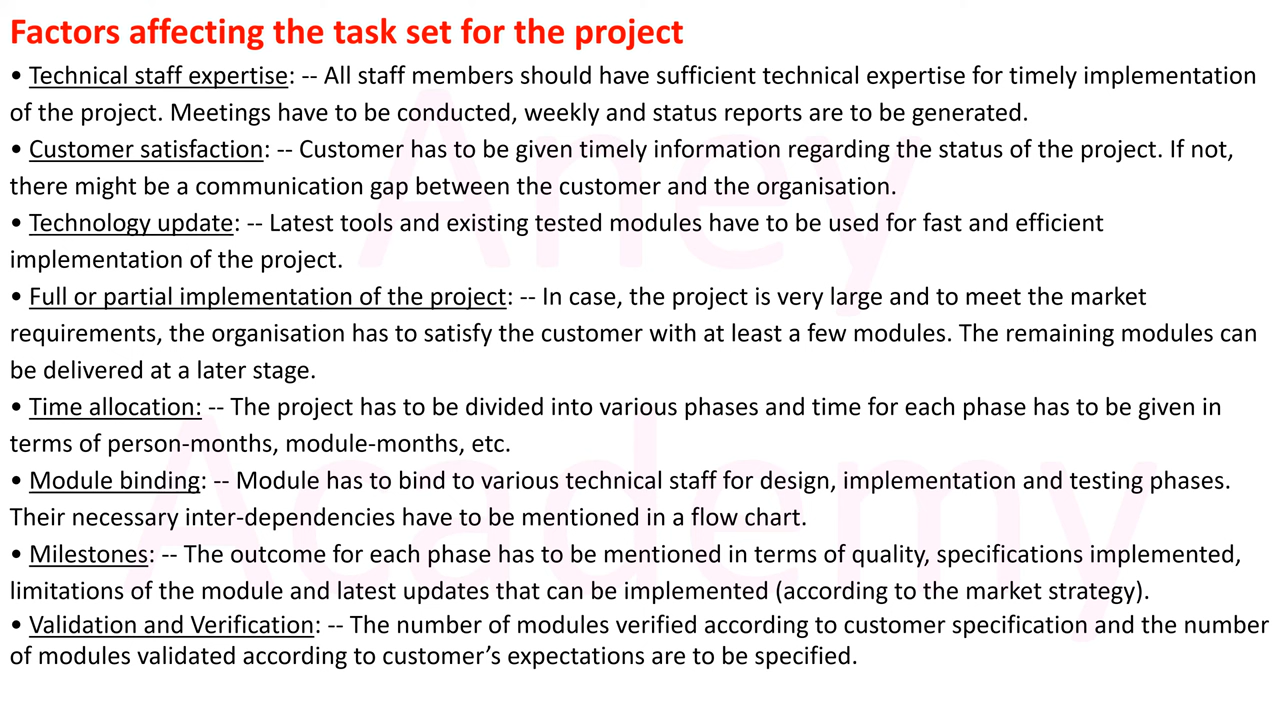 Factors affecting the task set for the project
• Technical staff expertise: -- All staff members should have sufficient technical expertise for timely implementation
of the project. Meetings have to be conducted, weekly and status reports are to be generated.
• Customer satisfaction: -- Customer has to be given timely information regarding the status of the project. If not,
there might be a communication gap between the customer and the organisation.
• Technology update: -- Latest tools and existing tested modules have to be used for fast and efficient
implementation of the project.
• Full or partial implementation of the project: -- In case, the project is very large and to meet the market
requirements, the organisation has to satisfy the customer with at least a few modules. The remaining modules can
be delivered at a later stage.
• Time allocation: -- The project has to be divided into various phases and time for each phase has to be given in
terms of person-months, module-months, etc.
• Module binding: -- Module has to bind to various technical staff for design, implementation and testing phases.
Their necessary inter-dependencies have to be mentioned in a flow chart.
• Milestones: -- The outcome for each phase has to be mentioned in terms of quality, specifications implemented,
limitations of the module and latest updates that can be implemented (according to the market strategy).
• Validation and Verification: -- The number of modules verified according to customer specification and the number
of modules validated according to customer’s expectations are to be specified.
Aney
Academy